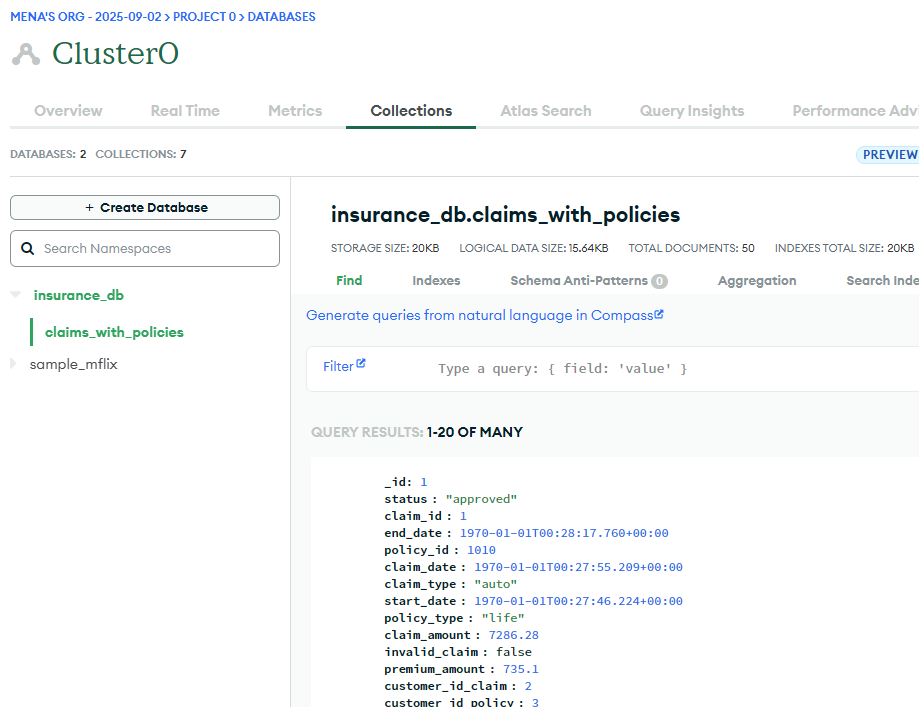 MENA'S ORG - 2025-09-02 > PROJECT 0 > DATABASES
Cluster0
Overview Real Time Metrics Collections Atlas Search Query Insights Performance Advi
DATABASES: 2 COLLECTIONS: 7
PREVIEW
+ Create Database
Search Namespaces
insurance_db
claims_with_policies
sample_mflix
insurance_db.claims_with_policies
STORAGE SIZE: 20KB LOGICAL DATA SIZE: 15.64KB TOTAL DOCUMENTS: 50 INDEXES TOTAL SIZE: 20KB
Find Indexes Schema Anti-Patterns 0 Aggregation Search Inde
Generate queries from natural language in Compass
Filter Type a query: { field: 'value' }
QUERY RESULTS: 1-20 OF MANY
_id: 1
status : "approved"
claim_id : 1
end_date : 1970-01-01T00:28:17.760+00:00
policy_id : 1010
claim_date : 1970-01-01T00:27:55.209+00:00
claim_type : "auto"
start_date : 1970-01-01T00:27:46.224+00:00
policy_type : "life"
claim_amount : 7286.28
invalid_claim : false
premium_amount : 735.1
customer_id_claim : 2
customer_id_policy : 3